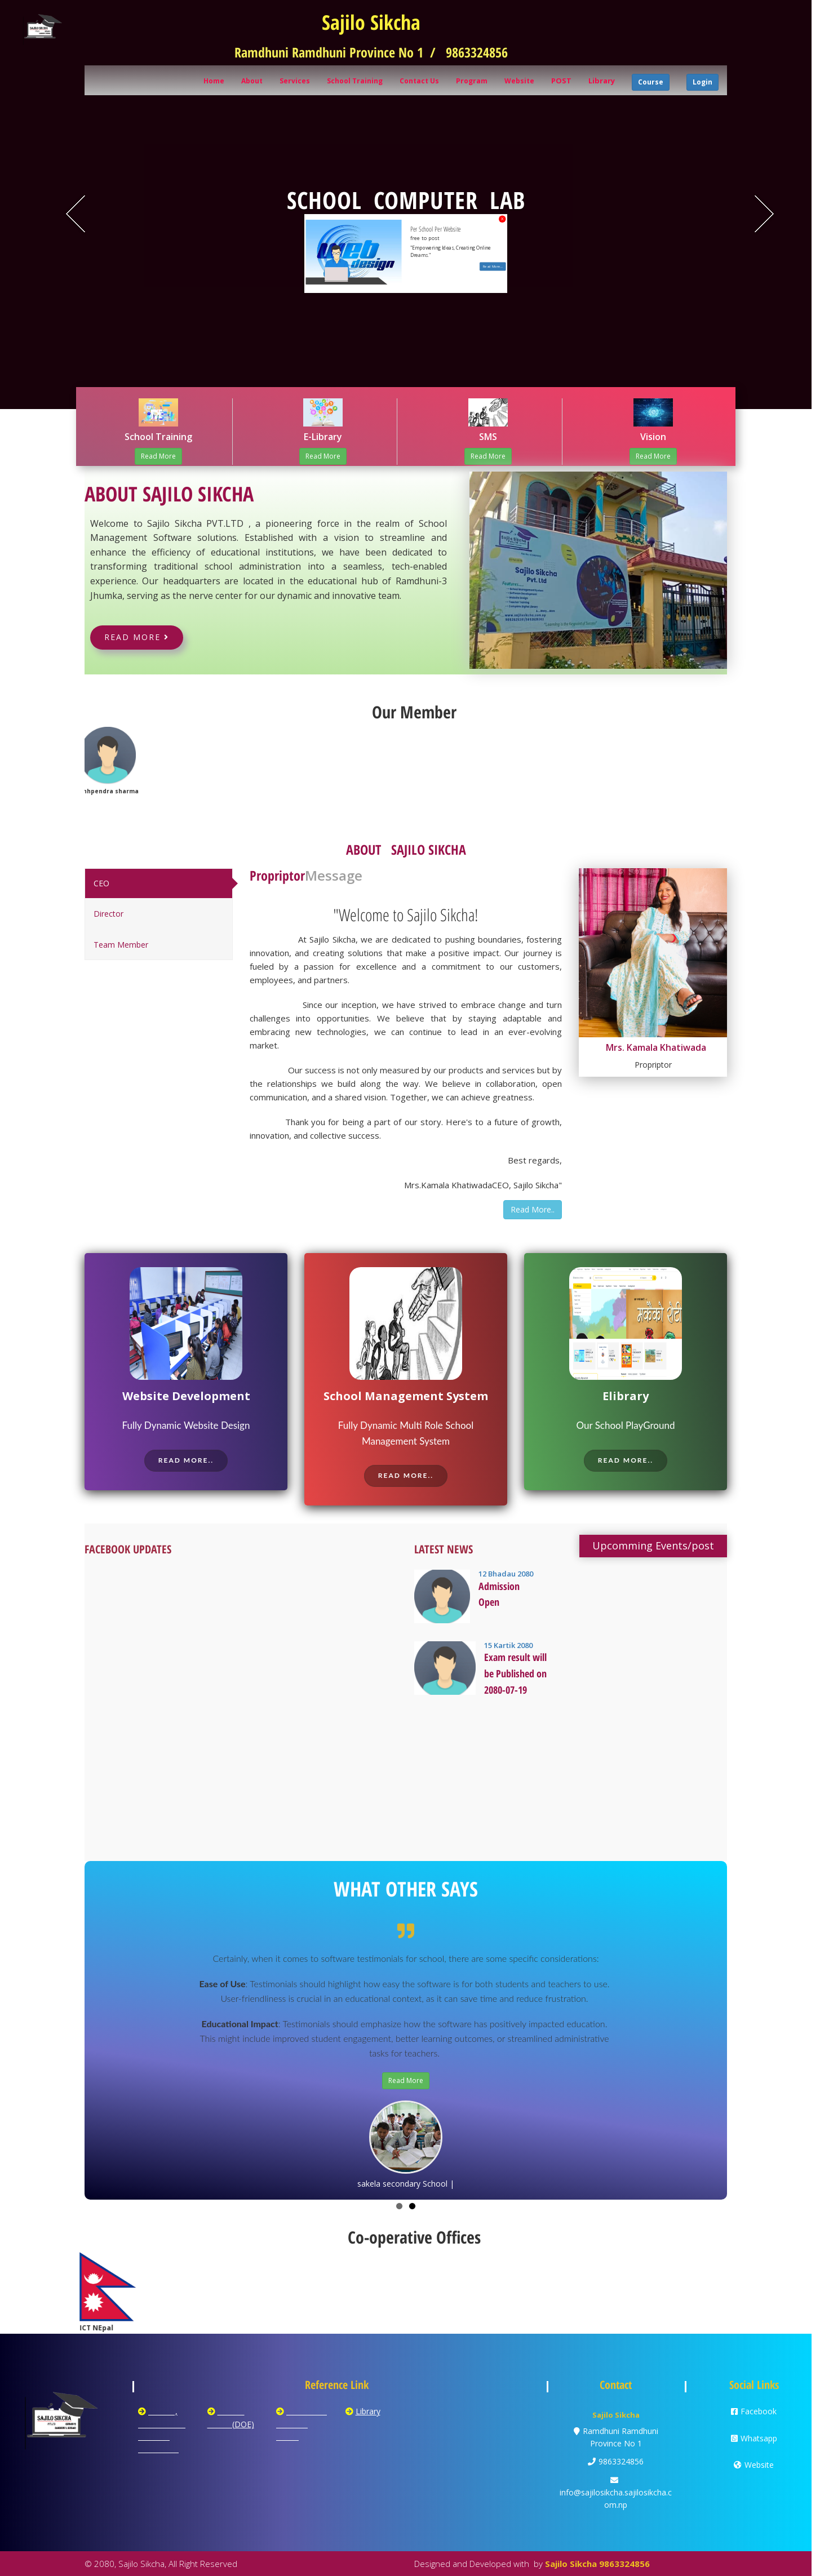 Sajilo Sikcha
Ramdhuni Ramdhuni Province No 1 / 9863324856
Home About Services School Training Contact Us Program Website POST Library Course Login
SCHOOL COMPUTER LAB
Per School Per Website
free to post
"Empowering Ideas, Creating Online
Dreams."
Read More..
School Training
Read More
E-Library
Read More
SMS
Read More
Vision
Read More
ABOUT SAJILO SIKCHA
Welcome to Sajilo Sikcha PVT.LTD , a pioneering force in the realm of School
Management Software solutions. Established with a vision to streamline and
enhance the efficiency of educational institutions, we have been dedicated to
transforming traditional school administration into a seamless, tech-enabled
experience. Our headquarters are located in the educational hub of Ramdhuni-3
Jhumka, serving as the nerve center for our dynamic and innovative team.
READ MORE
Sajilo Sikcha
Pvt. Ltd
Our Member
hpendra sharma
ABOUT SAJILO SIKCHA
CEO
Director
Team Member
PropriptorMessage
"Welcome to Sajilo Sikcha!
At Sajilo Sikcha, we are dedicated to pushing boundaries, fostering
innovation, and creating solutions that make a positive impact. Our journey is
fueled by a passion for excellence and a commitment to our customers,
employees, and partners.
Since our inception, we have strived to embrace change and turn
challenges into opportunities. We believe that by staying adaptable and
embracing new technologies, we can continue to lead in an ever-evolving
market.
Our success is not only measured by our products and services but by
the relationships we build along the way. We believe in collaboration, open
communication, and a shared vision. Together, we can achieve greatness.
Thank you for being a part of our story. Here's to a future of growth,
innovation, and collective success.
Best regards,
Mrs.Kamala KhatiwadaCEO, Sajilo Sikcha"
Read More..
Mrs. Kamala Khatiwada
Propriptor
Website Development
Fully Dynamic Website Design
READ MORE..
School Management System
Fully Dynamic Multi Role School
Management System
READ MORE..
Elibrary
Our School PlayGround
READ MORE..
FACEBOOK UPDATES
LATEST NEWS
12 Bhadau 2080
Admission
Open
15 Kartik 2080
Exam result will
be Published on
2080-07-19
Upcomming Events/post
WHAT OTHER SAYS
Certainly, when it comes to software testimonials for school, there are some specific considerations:
Ease of Use: Testimonials should highlight how easy the software is for both students and teachers to use.
User-friendliness is crucial in an educational context, as it can save time and reduce frustration.
Educational Impact: Testimonials should emphasize how the software has positively impacted education.
This might include improved student engagement, better learning outcomes, or streamlined administrative
tasks for teachers.
Read More
sakela secondary School |
Co-operative Offices
ICT NEpal
SAJILO SIKCHA
Reference Link
(DOE)
Library
Contact
Sajilo Sikcha
Ramdhuni Ramdhuni
Province No 1
9863324856
info@sajilosikcha.sajilosikcha.c
om.np
Social Links
Facebook
Whatsapp
Website
© 2080, Sajilo Sikcha, All Right Reserved
Designed and Developed with by Sajilo Sikcha 9863324856